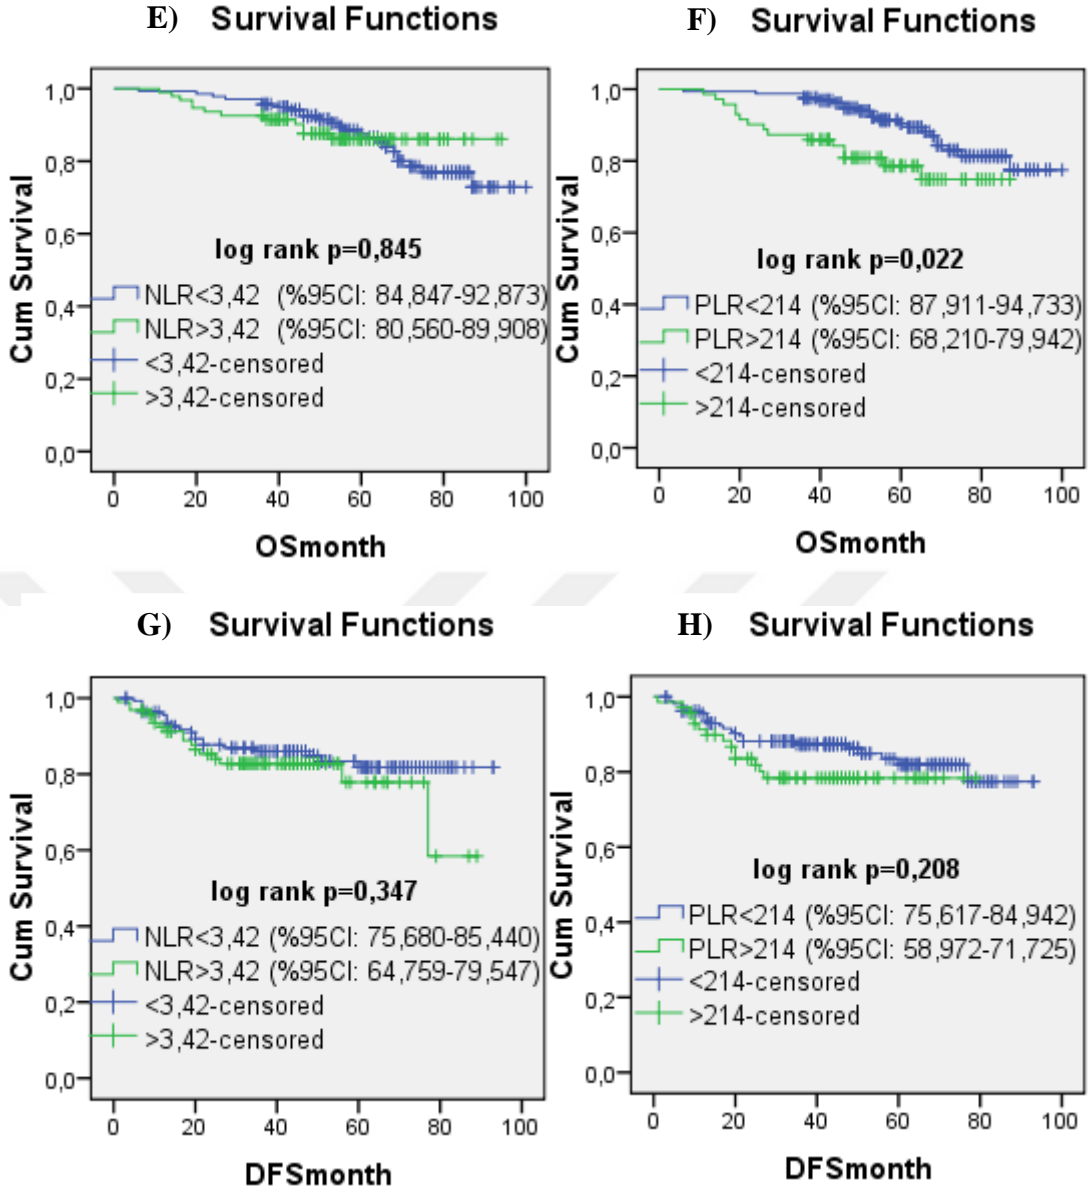 E) Survival Functions
Cum Survival
1,0
0,8
0,6
0,4
0,2
0,0
log rank p=0,845
NLR<3,42 (%95CI: 84,847-92,873)
NLR>3,42 (%95CI: 80,560-89,908)
<3,42-censored
>3,42-censored
0 20 40 60 80 100
OSmonth
F) Survival Functions
Cum Survival
1,0
0,8
0,6
0,4
0,2
0,0
log rank p=0,022
PLR<214 (%95CI: 87,911-94,733)
PLR>214 (%95CI: 68,210-79,942)
<214-censored
>214-censored
0 20 40 60 80 100
OSmonth
G) Survival Functions
Cum Survival
1,0
0,8
0,6
0,4
0,2
0,0
log rank p=0,347
NLR<3,42 (%95CI: 75,680-85,440)
NLR>3,42 (%95CI: 64,759-79,547)
<3,42-censored
>3,42-censored
0 20 40 60 80 100
DFSmonth
H) Survival Functions
Cum Survival
1,0
0,8
0,6
0,4
0,2
0,0
log rank p=0,208
PLR<214 (%95CI: 75,617-84,942)
PLR>214 (%95CI: 58,972-71,725)
<214-censored
>214-censored
0 20 40 60 80 100
DFSmonth